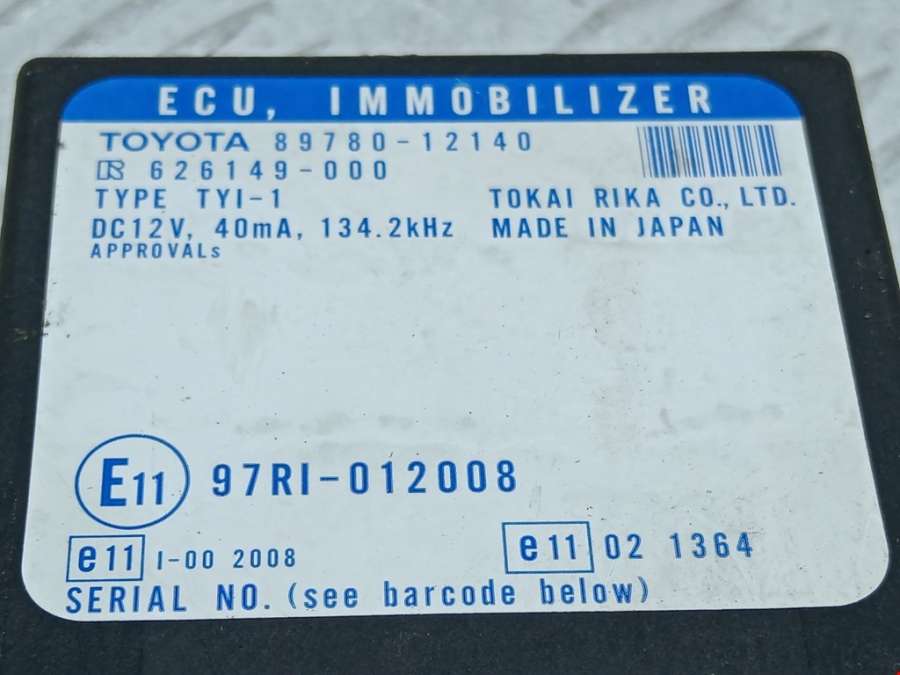 ECU, IMMOBILIZER
TOYOTA 89780-12140
R 626149-000
TYPE TYI-1 TOKAI RIKA CO., LTD.
DC12V, 40mA, 134.2kHz MADE IN JAPAN
APPROVALs
E11 97RI-012008
e11 I-00 2008 e11 02 1364
SERIAL NO. (see barcode below)